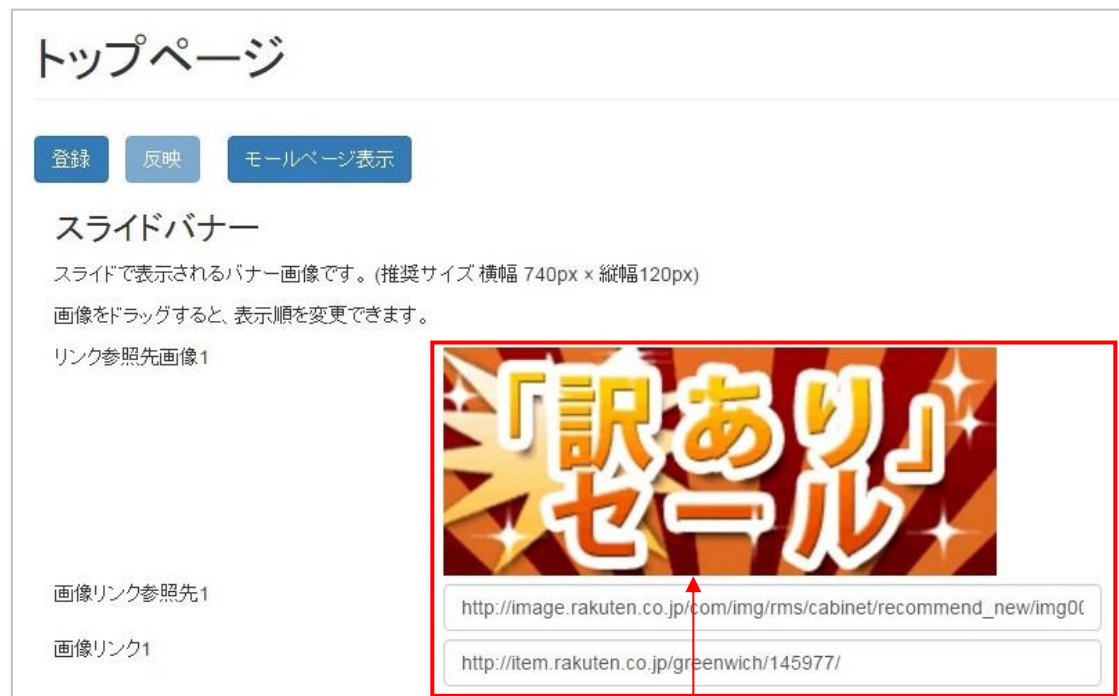 トップページ
登録 反映 モールページ表示
スライドバナー
スライドで表示されるバナー画像です。(推奨サイズ 横幅 740px × 縦幅120px)
画像をドラッグすると、表示順を変更できます。
リンク参照先画像1
「訳あり」
セール
画像リンク参照先1
http://image.rakuten.co.jp/com/img/rms/cabinet/recommend_new/img00
画像リンク1
http://item.rakuten.co.jp/greenwich/145977/